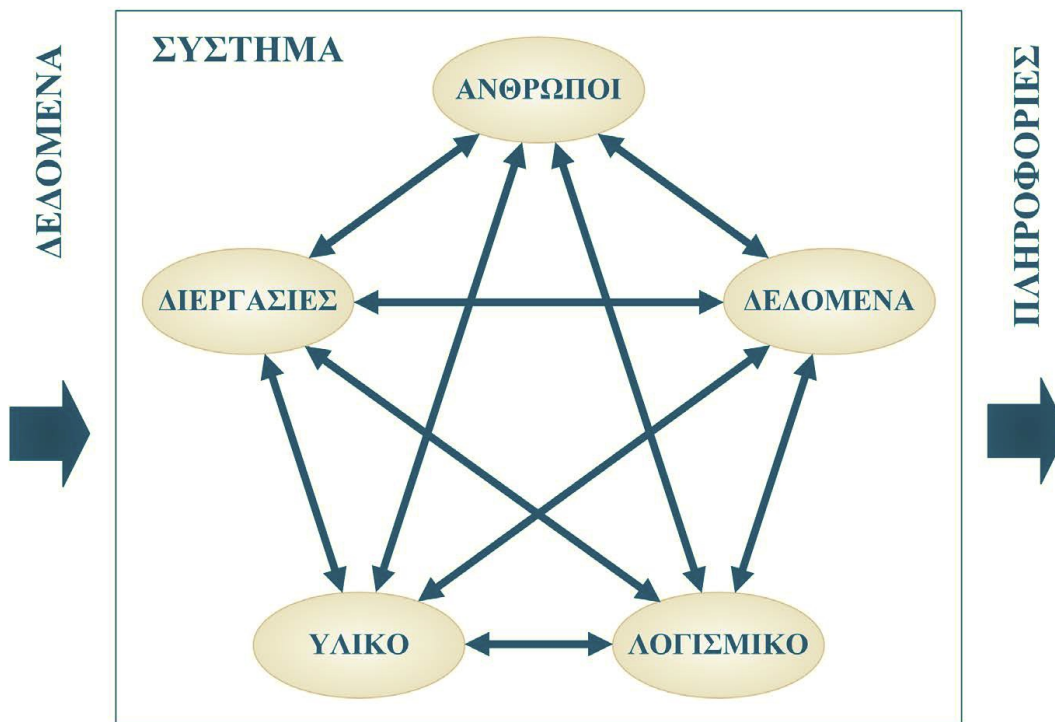 ΔΕΔΟΜΕΝΑ
ΣΥΣΤΗΜΑ
ΑΝΘΡΩΠΟΙ
ΔΙΕΡΓΑΣΙΕΣ
ΔΕΔΟΜΕΝΑ
ΥΛΙΚΟ
ΛΟΓΙΣΜΙΚΟ
ΠΛΗΡΟΦΟΡΙΕΣ